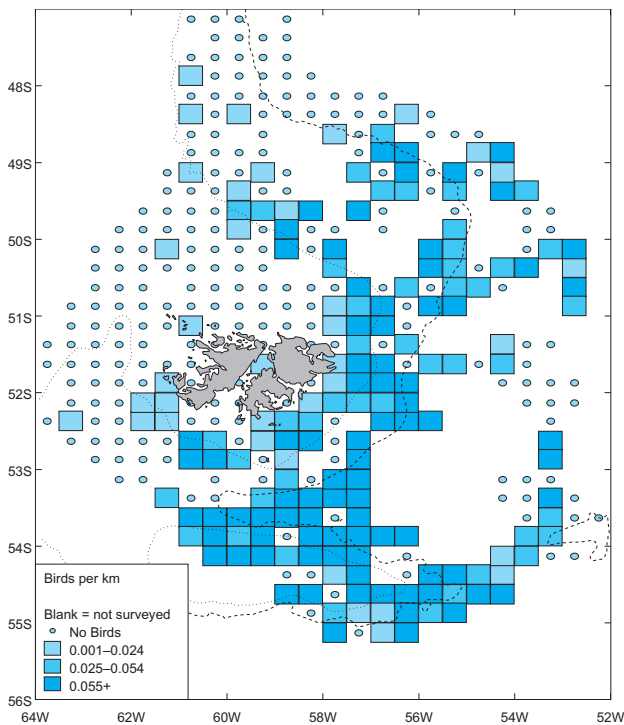 48S
49S
50S
51S
52S
53S
54S
55S
56S
Birds per km
Blank = not surveyed
No Birds
0.001–0.024
0.025–0.054
0.055+
64W
62W
60W
58W
56W
54W
52W